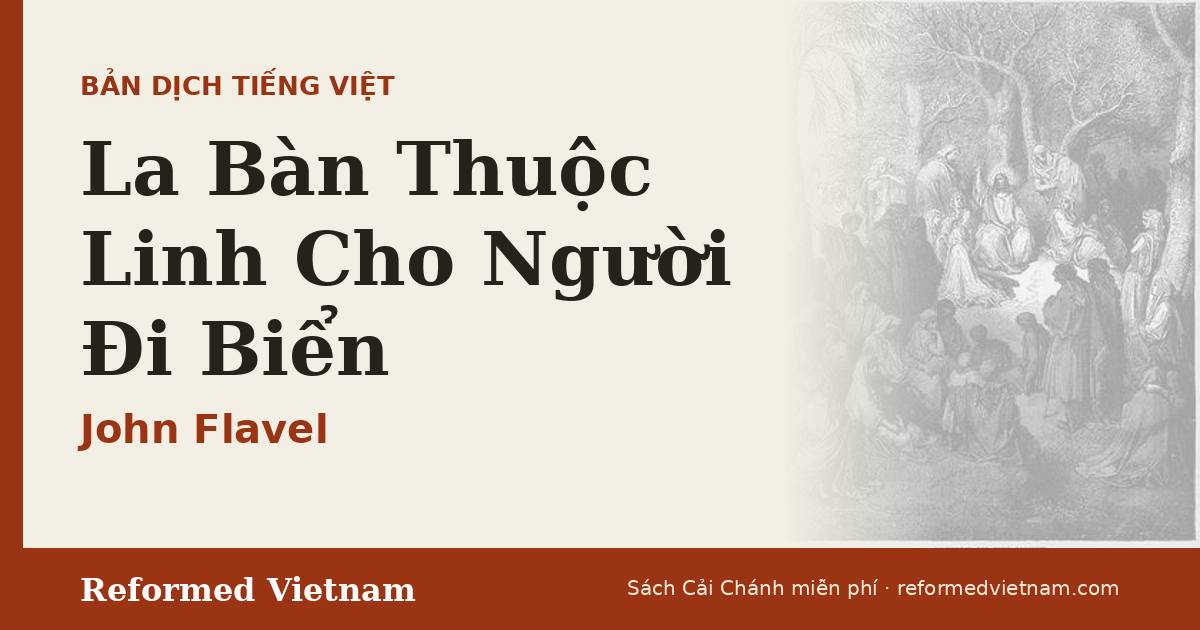 BẢN DỊCH TIẾNG VIỆT
La Bàn Thuộc
Linh Cho Người
Đi Biển
John Flavel
Reformed Vietnam
Sách Cải Chánh miễn phí · reformedvietnam.com